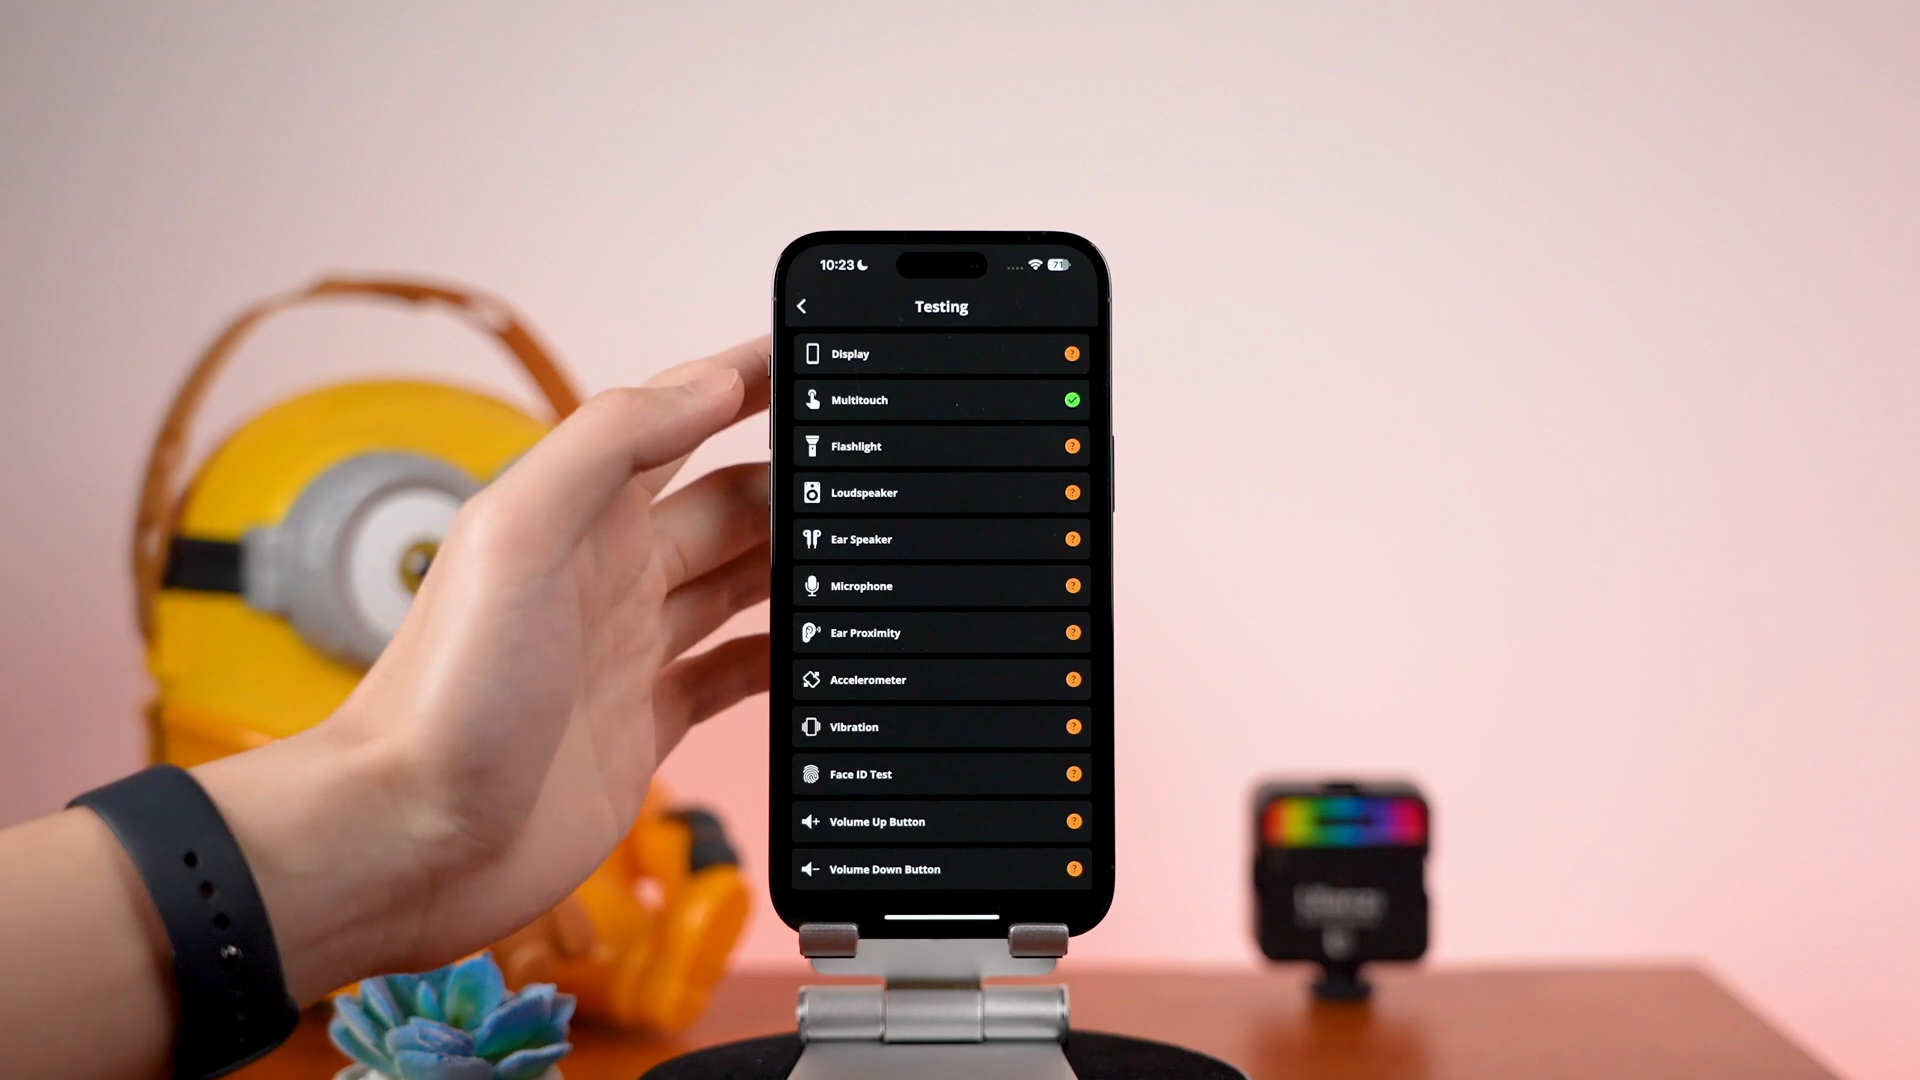 10:23 71
Testing
Display ?
Multitouch
Flashlight ?
Loudspeaker ?
Ear Speaker ?
Microphone ?
Ear Proximity ?
Accelerometer ?
Vibration ?
Face ID Test ?
Volume Up Button ?
Volume Down Button ?